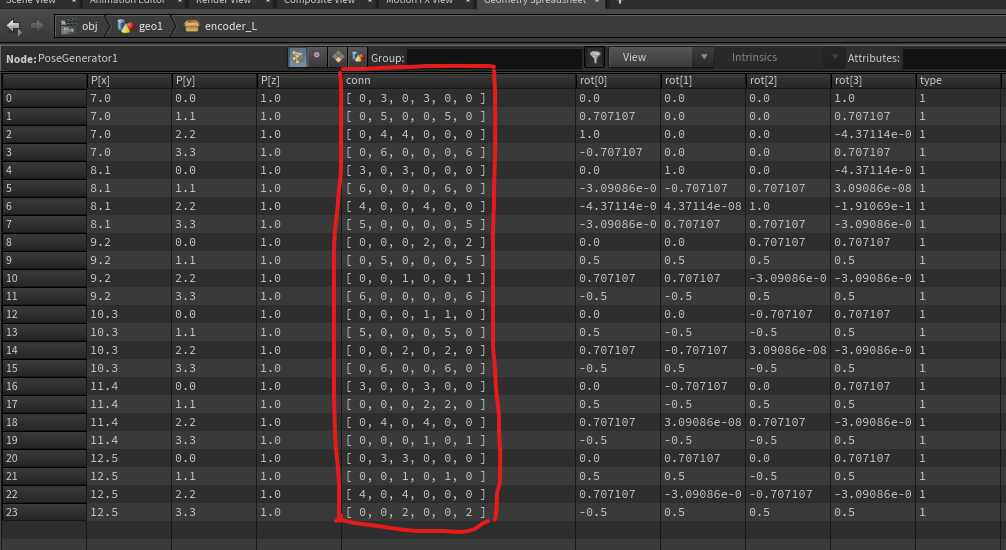 Scene View Animation Editor Render View Composite View Motion FX View Geometry Spreadsheet
obj geo1 encoder_L
Node: PoseGenerator1 Group: View Intrinsics Attributes:
P[x] P[y] P[z] conn rot[0] rot[1] rot[2] rot[3] type
0 7.0 0.0 1.0 [ 0, 3, 0, 3, 0, 0 ] 0.0 0.0 0.0 1.0 1
1 7.0 1.1 1.0 [ 0, 5, 0, 0, 5, 0 ] 0.707107 0.0 0.0 0.707107 1
2 7.0 2.2 1.0 [ 0, 4, 4, 0, 0, 0 ] 1.0 0.0 0.0 -4.37114e-0 1
3 7.0 3.3 1.0 [ 0, 6, 0, 0, 0, 6 ] -0.707107 0.0 0.0 0.707107 1
4 8.1 0.0 1.0 [ 3, 0, 3, 0, 0, 0 ] 0.0 1.0 0.0 -4.37114e-0 1
5 8.1 1.1 1.0 [ 6, 0, 0, 0, 6, 0 ] -3.09086e-0 -0.707107 0.707107 3.09086e-08 1
6 8.1 2.2 1.0 [ 4, 0, 0, 4, 0, 0 ] -4.37114e-0 4.37114e-08 1.0 -1.91069e-1 1
7 8.1 3.3 1.0 [ 5, 0, 0, 0, 0, 5 ] -3.09086e-0 0.707107 0.707107 -3.09086e-0 1
8 9.2 0.0 1.0 [ 0, 0, 0, 2, 0, 2 ] 0.0 0.0 0.707107 0.707107 1
9 9.2 1.1 1.0 [ 0, 5, 0, 0, 0, 5 ] 0.5 0.5 0.5 0.5 1
10 9.2 2.2 1.0 [ 0, 0, 1, 0, 0, 1 ] 0.707107 0.707107 -3.09086e-0 -3.09086e-0 1
11 9.2 3.3 1.0 [ 6, 0, 0, 0, 0, 6 ] -0.5 -0.5 0.5 0.5 1
12 10.3 0.0 1.0 [ 0, 0, 0, 1, 1, 0 ] 0.0 0.0 -0.707107 0.707107 1
13 10.3 1.1 1.0 [ 5, 0, 0, 0, 5, 0 ] 0.5 -0.5 -0.5 0.5 1
14 10.3 2.2 1.0 [ 0, 0, 2, 0, 2, 0 ] 0.707107 -0.707107 3.09086e-08 -3.09086e-0 1
15 10.3 3.3 1.0 [ 0, 6, 0, 0, 6, 0 ] -0.5 0.5 -0.5 0.5 1
16 11.4 0.0 1.0 [ 3, 0, 0, 3, 0, 0 ] 0.0 -0.707107 0.0 0.707107 1
17 11.4 1.1 1.0 [ 0, 0, 0, 2, 2, 0 ] 0.5 -0.5 0.5 0.5 1
18 11.4 2.2 1.0 [ 0, 4, 0, 4, 0, 0 ] 0.707107 3.09086e-08 0.707107 -3.09086e-0 1
19 11.4 3.3 1.0 [ 0, 0, 0, 1, 0, 1 ] -0.5 -0.5 -0.5 0.5 1
20 12.5 0.0 1.0 [ 0, 3, 3, 0, 0, 0 ] 0.0 0.707107 0.0 0.707107 1
21 12.5 1.1 1.0 [ 0, 0, 1, 0, 1, 0 ] 0.5 0.5 -0.5 0.5 1
22 12.5 2.2 1.0 [ 4, 0, 4, 0, 0, 0 ] 0.707107 -3.09086e-0 -0.707107 -3.09086e-0 1
23 12.5 3.3 1.0 [ 0, 0, 2, 0, 0, 2 ] -0.5 0.5 0.5 0.5 1